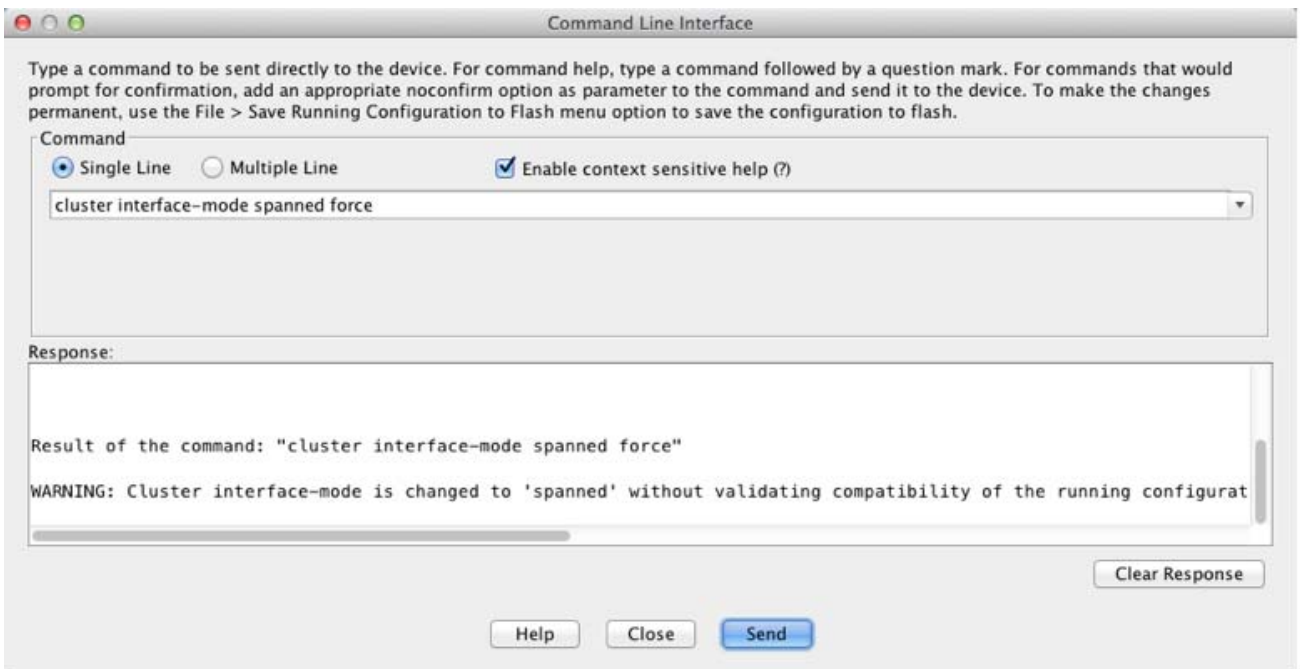 Command Line Interface
Type a command to be sent directly to the device. For command help, type a command followed by a question mark. For commands that would
prompt for confirmation, add an appropriate noconfirm option as parameter to the command and send it to the device. To make the changes
permanent, use the File > Save Running Configuration to Flash menu option to save the configuration to flash.
Command
Single Line Multiple Line Enable context sensitive help (?)
cluster interface-mode spanned force
Response:
Result of the command: "cluster interface-mode spanned force"
WARNING: Cluster interface-mode is changed to 'spanned' without validating compatibility of the running configurat
Clear Response
Help Close Send